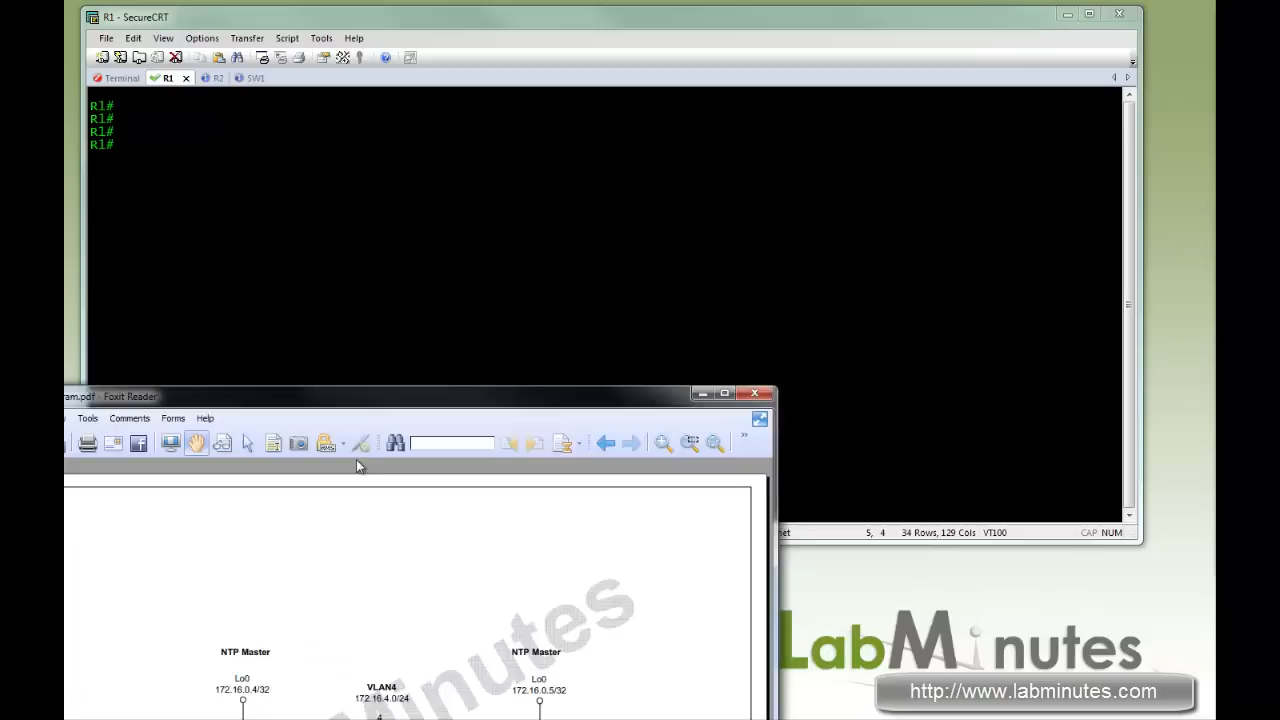 R1 - SecureCRT
File Edit View Options Transfer Script Tools Help
Terminal R1 R2 SW1
R1#
R1#
R1#
R1#
ram.pdf - Foxit Reader
Tools Comments Forms Help
net 5, 4 34 Rows, 129 Cols VT100 CAP NUM
Minutes
NTP Master NTP Master
Lo0 Lo0
172.16.0.4/32 172.16.0.5/32
VLAN4
172.16.4.0/24
LabMinutes
http://www.labminutes.com